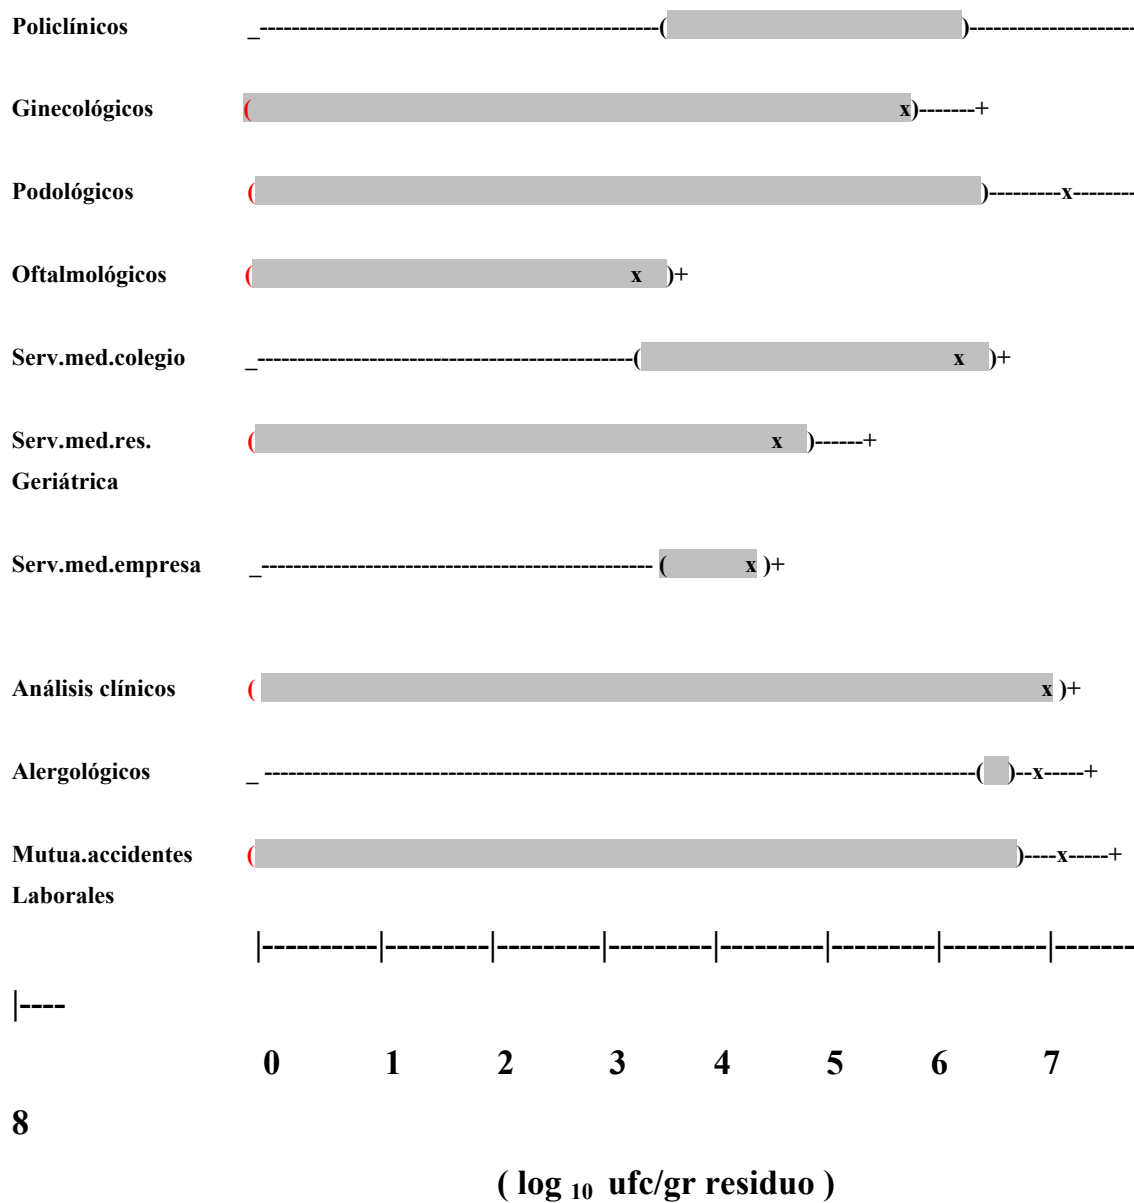 Policlínicos _--------------------------------------------------( )---------------------
Ginecológicos ( x)-------+
Podológicos ( )---------x--------
Oftalmológicos ( x )+
Serv.med.colegio _-----------------------------------------------( x )+
Serv.med.res. ( x )------+
Geriátrica
Serv.med.empresa _------------------------------------------------- ( x )+
Análisis clínicos ( x )+
Alergológicos _ -----------------------------------------------------------------------------------------( )--x-----+
Mutua.accidentes ( )----x-----+
Laborales
|----------|---------|---------|---------|---------|---------|---------|-------
|----
0 1 2 3 4 5 6 7
8
( log 10 ufc/gr residuo )